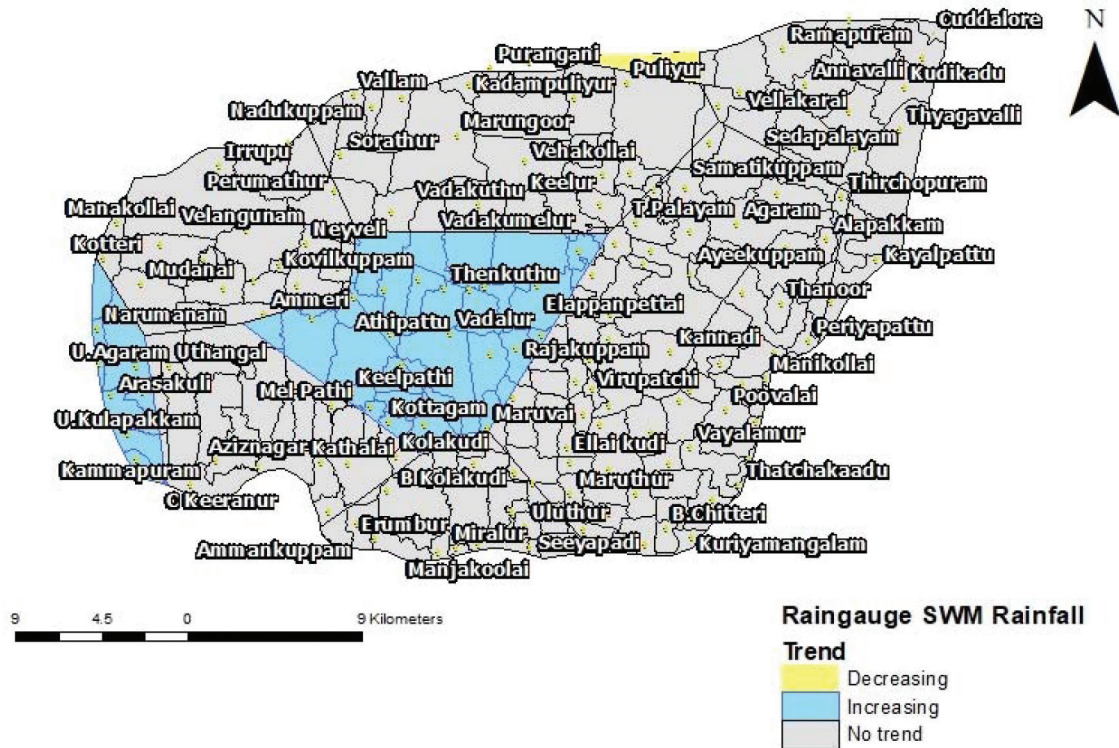 Cuddalore
N
Ramapuram
Purangani
Puliyur
Annavalli
Kudikadu
Vallam
Kadampuliyur
Vellakarai
Nadukuppam
Marungoor
Thyagavalli
Sorathur
Sedapalayam
Irrupu
Vehakollai
Samatikuppam
Perumathur
Vadakuthu
Keelur
Thirchopuram
Manakollai
Velangunam
Neyveli
Vadakumelur
T.Palayam
Agaram
Alapakkam
Kotteri
Kovilkuppam
Ayeekuppam
Kayalpattu
Mudanai
Thenkuthu
Ammeri
Elappanpettai
Thanoor
Narumanam
Athipattu
Vadalur
Kannadi
Periyapattu
U.Agaram
Uthangal
Rajakuppam
Manikollai
Arasakuli
Mel Pathi
Keelpathi
Virupatchi
Poovalai
U.Kulapakkam
Kottagam
Maruvai
Aziznagar
Kathalai
Kolakudi
Ellai kudi
Vayalamur
Kammapuram
B Kolakudi
Maruthur
Thatchakaadu
C Keeranur
Uluthur
B.Chitteri
Erumbur
Miralur
Seeyapadi
Kuriyamangalam
Ammankuppam
Manjakoolai
9 4.5 0 9 Kilometers
Raingauge SWM Rainfall
Trend
Decreasing
Increasing
No trend